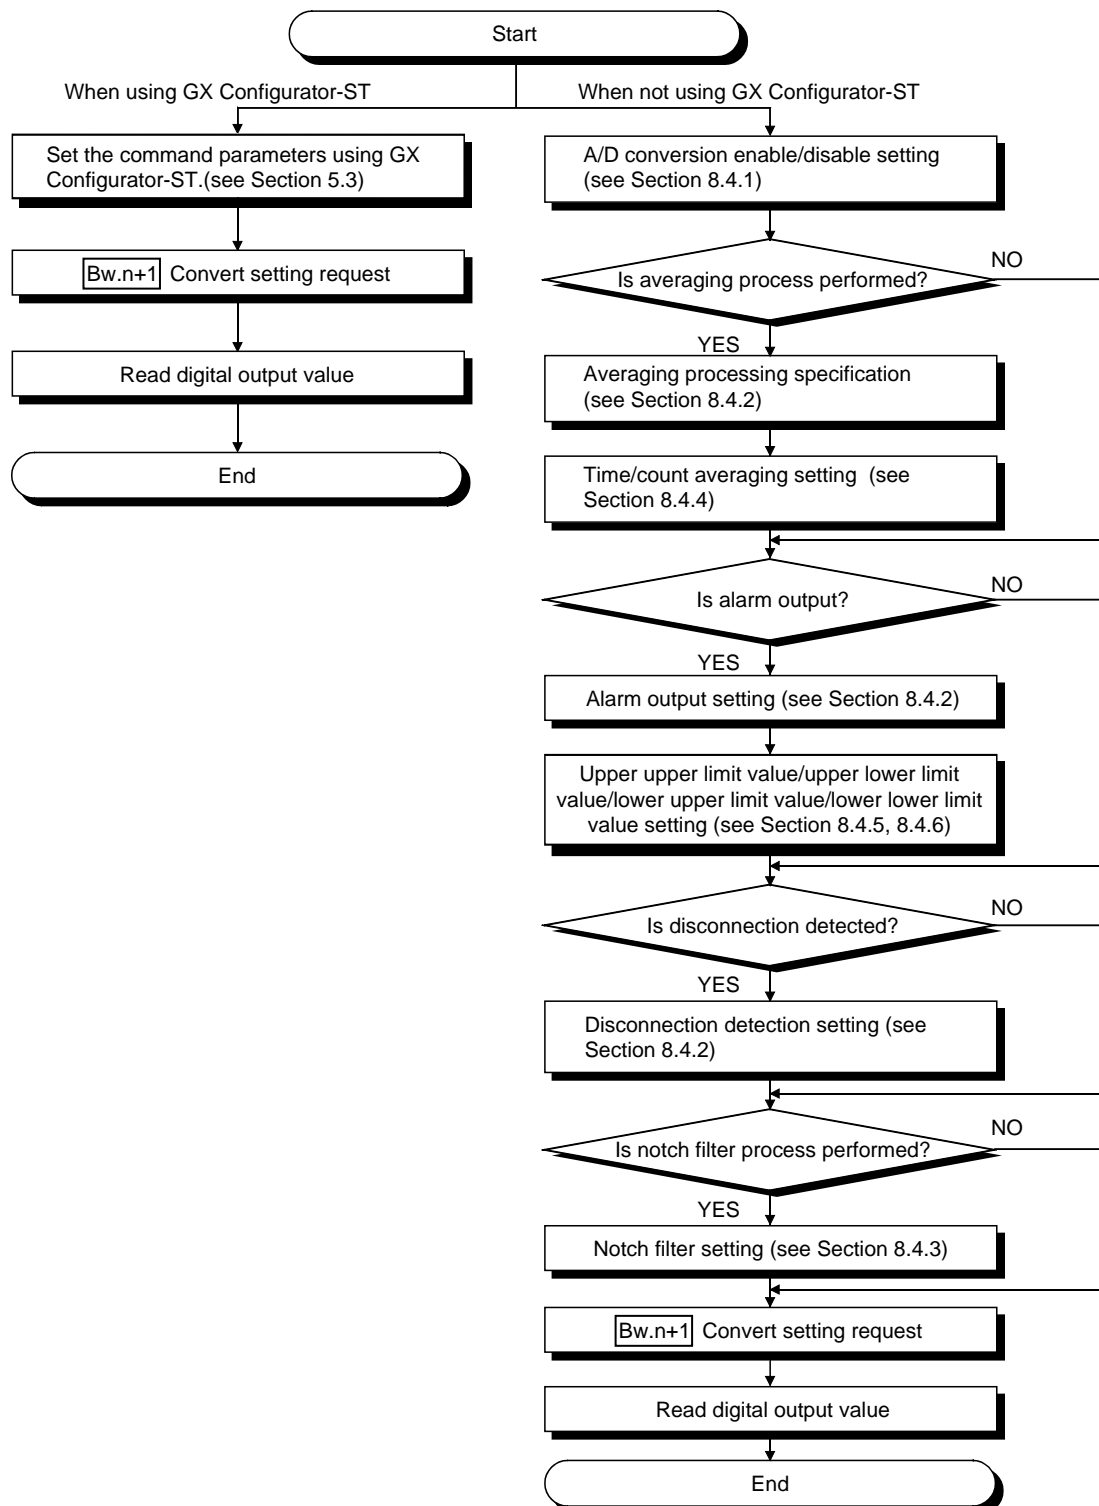 Start
When using GX Configurator-ST
Set the command parameters using GX
Configurator-ST.(see Section 5.3)
Bw.n+1 Convert setting request
Read digital output value
End
When not using GX Configurator-ST
A/D conversion enable/disable setting
(see Section 8.4.1)
Is averaging process performed?
NO
YES
Averaging processing specification
(see Section 8.4.2)
Time/count averaging setting (see
Section 8.4.4)
Is alarm output?
NO
YES
Alarm output setting (see Section 8.4.2)
Upper upper limit value/upper lower limit
value/lower upper limit value/lower lower limit
value setting (see Section 8.4.5, 8.4.6)
Is disconnection detected?
NO
YES
Disconnection detection setting (see
Section 8.4.2)
Is notch filter process performed?
NO
YES
Notch filter setting (see Section 8.4.3)
Bw.n+1 Convert setting request
Read digital output value
End